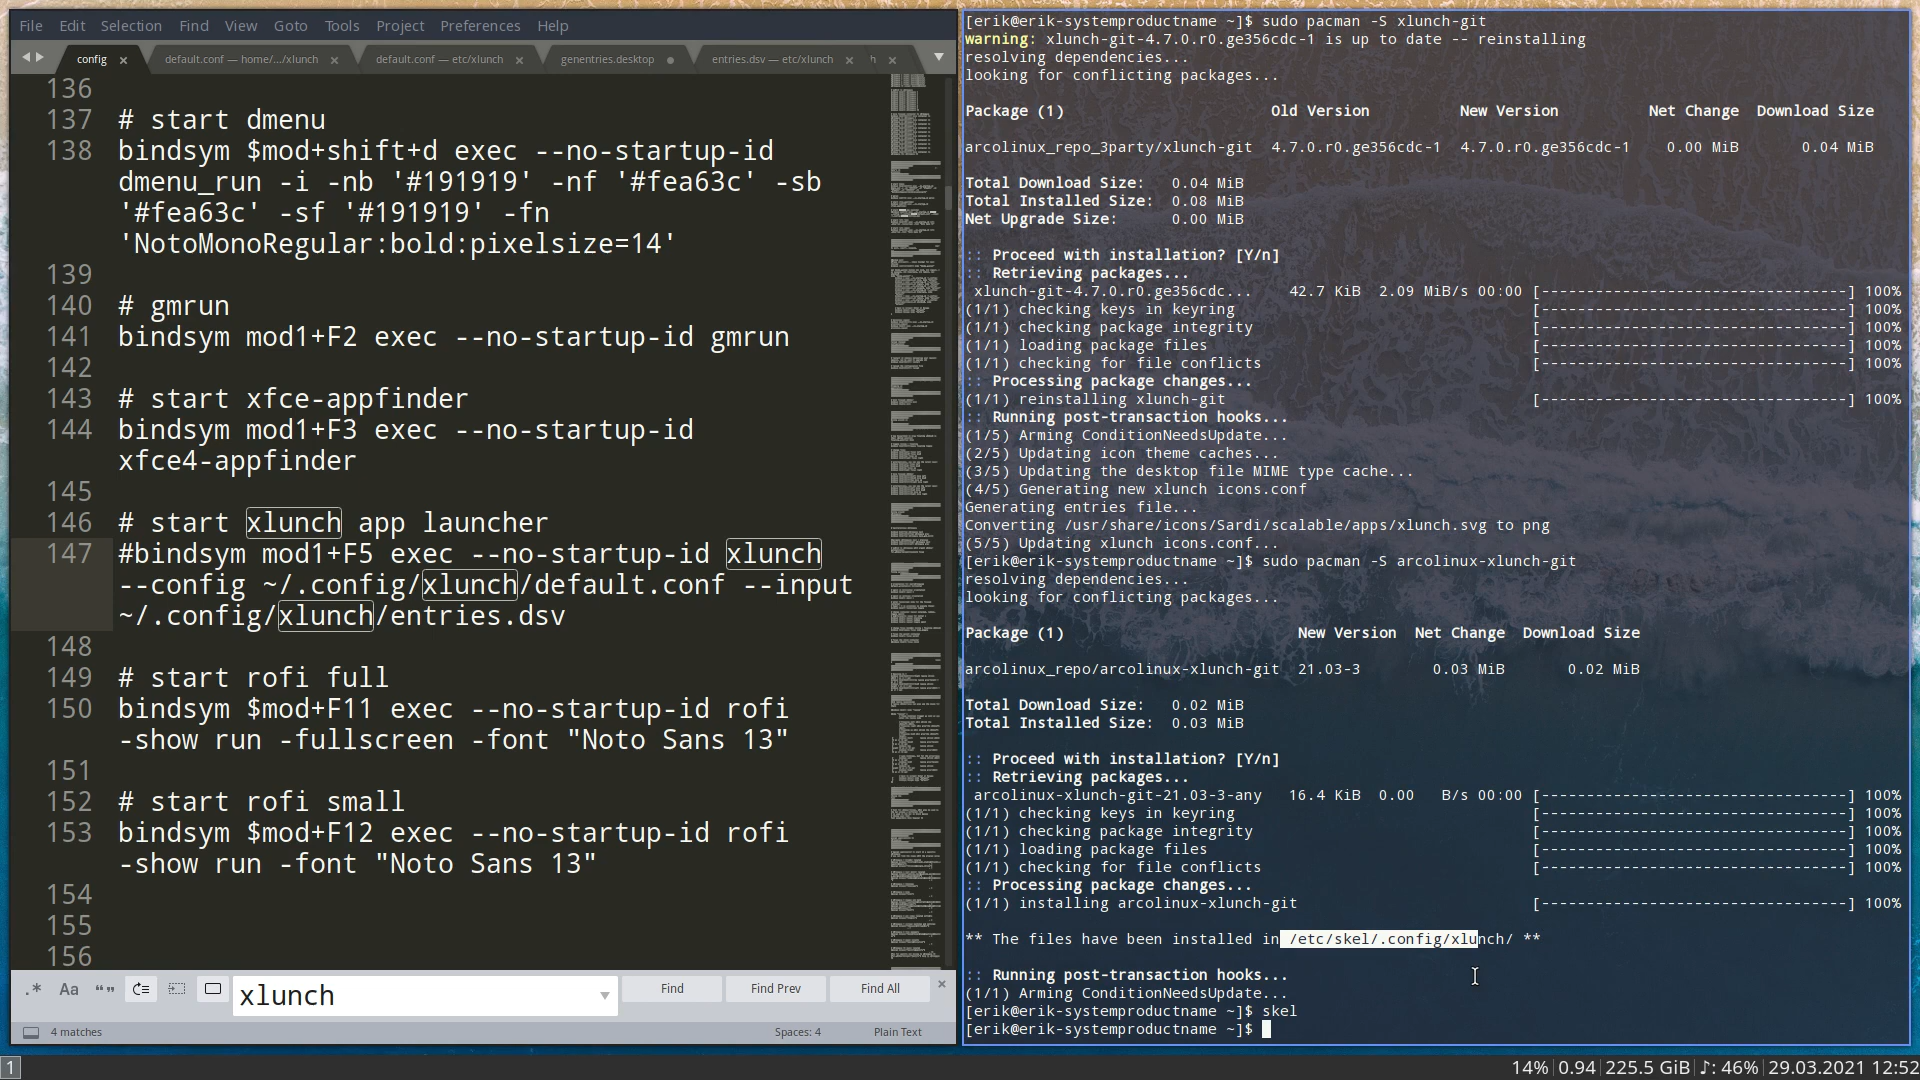 File Edit Selection Find View Goto Tools Project Preferences Help
config × default.conf — home/.../xlunch × default.conf — etc/xlunch × genentries.desktop ● entries.dsv — etc/xlunch × h ×
136
137 # start dmenu
138 bindsym $mod+shift+d exec --no-startup-id
dmenu_run -i -nb '#191919' -nf '#fea63c' -sb
'#fea63c' -sf '#191919' -fn
'NotoMonoRegular:bold:pixelsize=14'
139
140 # gmrun
141 bindsym mod1+F2 exec --no-startup-id gmrun
142
143 # start xfce-appfinder
144 bindsym mod1+F3 exec --no-startup-id
xfce4-appfinder
145
146 # start xlunch app launcher
147 #bindsym mod1+F5 exec --no-startup-id xlunch
--config ~/.config/xlunch/default.conf --input
~/.config/xlunch/entries.dsv
148
149 # start rofi full
150 bindsym $mod+F11 exec --no-startup-id rofi
-show run -fullscreen -font "Noto Sans 13"
151
152 # start rofi small
153 bindsym $mod+F12 exec --no-startup-id rofi
-show run -font "Noto Sans 13"
154
155
156
.* Aa “” xlunch Find Find Prev Find All ×
4 matches Spaces: 4 Plain Text
[erik@erik-systemproductname ~]$ sudo pacman -S xlunch-git
warning: xlunch-git-4.7.0.r0.ge356cdc-1 is up to date -- reinstalling
resolving dependencies...
looking for conflicting packages...
Package (1) Old Version New Version Net Change Download Size
arcolinux_repo_3party/xlunch-git 4.7.0.r0.ge356cdc-1 4.7.0.r0.ge356cdc-1 0.00 MiB 0.04 MiB
Total Download Size: 0.04 MiB
Total Installed Size: 0.08 MiB
Net Upgrade Size: 0.00 MiB
:: Proceed with installation? [Y/n]
:: Retrieving packages...
xlunch-git-4.7.0.r0.ge356cdc... 42.7 KiB 2.09 MiB/s 00:00 [-----------------------------------] 100%
(1/1) checking keys in keyring [-----------------------------------] 100%
(1/1) checking package integrity [-----------------------------------] 100%
(1/1) loading package files [-----------------------------------] 100%
(1/1) checking for file conflicts [-----------------------------------] 100%
:: Processing package changes...
(1/1) reinstalling xlunch-git [-----------------------------------] 100%
:: Running post-transaction hooks...
(1/5) Arming ConditionNeedsUpdate...
(2/5) Updating icon theme caches...
(3/5) Updating the desktop file MIME type cache...
(4/5) Generating new xlunch icons.conf
Generating entries file...
Converting /usr/share/icons/Sardi/scalable/apps/xlunch.svg to png
(5/5) Updating xlunch icons.conf...
[erik@erik-systemproductname ~]$ sudo pacman -S arcolinux-xlunch-git
resolving dependencies...
looking for conflicting packages...
Package (1) New Version Net Change Download Size
arcolinux_repo/arcolinux-xlunch-git 21.03-3 0.03 MiB 0.02 MiB
Total Download Size: 0.02 MiB
Total Installed Size: 0.03 MiB
:: Proceed with installation? [Y/n]
:: Retrieving packages...
arcolinux-xlunch-git-21.03-3-any 16.4 KiB 0.00 B/s 00:00 [-----------------------------------] 100%
(1/1) checking keys in keyring [-----------------------------------] 100%
(1/1) checking package integrity [-----------------------------------] 100%
(1/1) loading package files [-----------------------------------] 100%
(1/1) checking for file conflicts [-----------------------------------] 100%
:: Processing package changes...
(1/1) installing arcolinux-xlunch-git [-----------------------------------] 100%
** The files have been installed in /etc/skel/.config/xlunch/ **
:: Running post-transaction hooks...
(1/1) Arming ConditionNeedsUpdate...
[erik@erik-systemproductname ~]$ skel
[erik@erik-systemproductname ~]$
1 14%|0.94|225.5 GiB|♪: 46%|29.03.2021 12:52